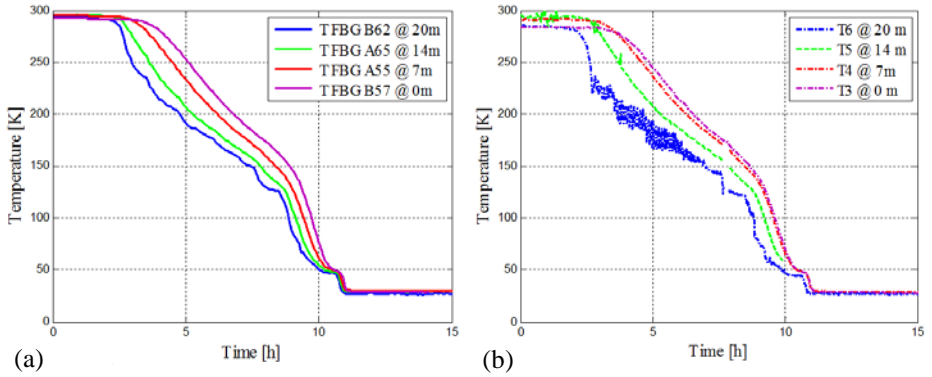 300
250
200
150
100
50
0
Temperature [K]
0
5
10
15
Time [h]
TFBG B62 @ 20m
TFBG A65 @ 14m
TFBG A55 @ 7m
TFBG B57 @ 0m
(a)
300
250
200
150
100
50
0
Temperature [K]
0
5
10
15
Time [h]
T6 @ 20 m
T5 @ 14 m
T4 @ 7m
T3 @ 0 m
(b)